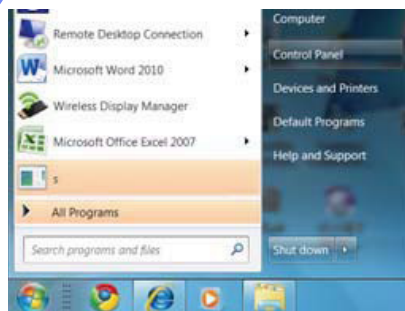 Remote Desktop Connection
Microsoft Word 2010
Wireless Display Manager
Microsoft Office Excel 2007
s
All Programs
Search programs and files
Computer
Control Panel
Devices and Printers
Default Programs
Help and Support
Shut down